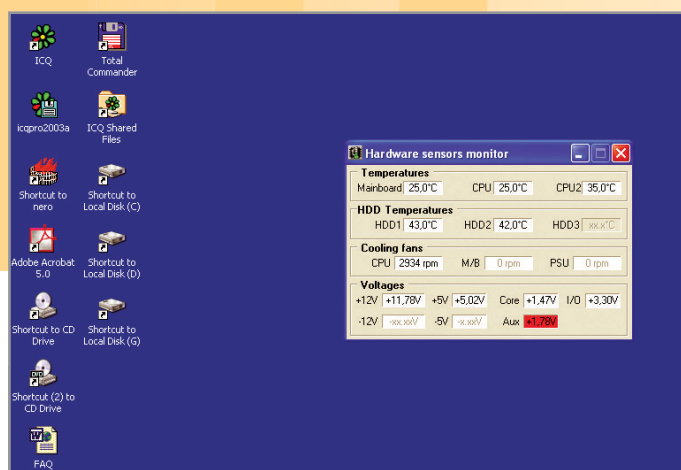 ICQ
Total
Commander
icqpro2003a
ICQ Shared
Files
Shortcut to
nero
Shortcut to
Local Disk (C)
Adobe Acrobat
5.0
Shortcut to
Local Disk (D)
Shortcut to CD
Drive
Shortcut to
Local Disk (G)
Shortcut (2) to
CD Drive
FAQ
Hardware sensors monitor
Temperatures
Mainboard 25,0°C CPU 25,0°C CPU2 35,0°C
HDD Temperatures
HDD1 43,0°C HDD2 42,0°C HDD3 xx.x°C
Cooling fans
CPU 2934 rpm M/B 0 rpm PSU 0 rpm
Voltages
+12V +11,78V +5V +5,02V Core +1,47V I/O +3,30V
-12V -xx.xxV -5V -x.xxV Aux +1,78V